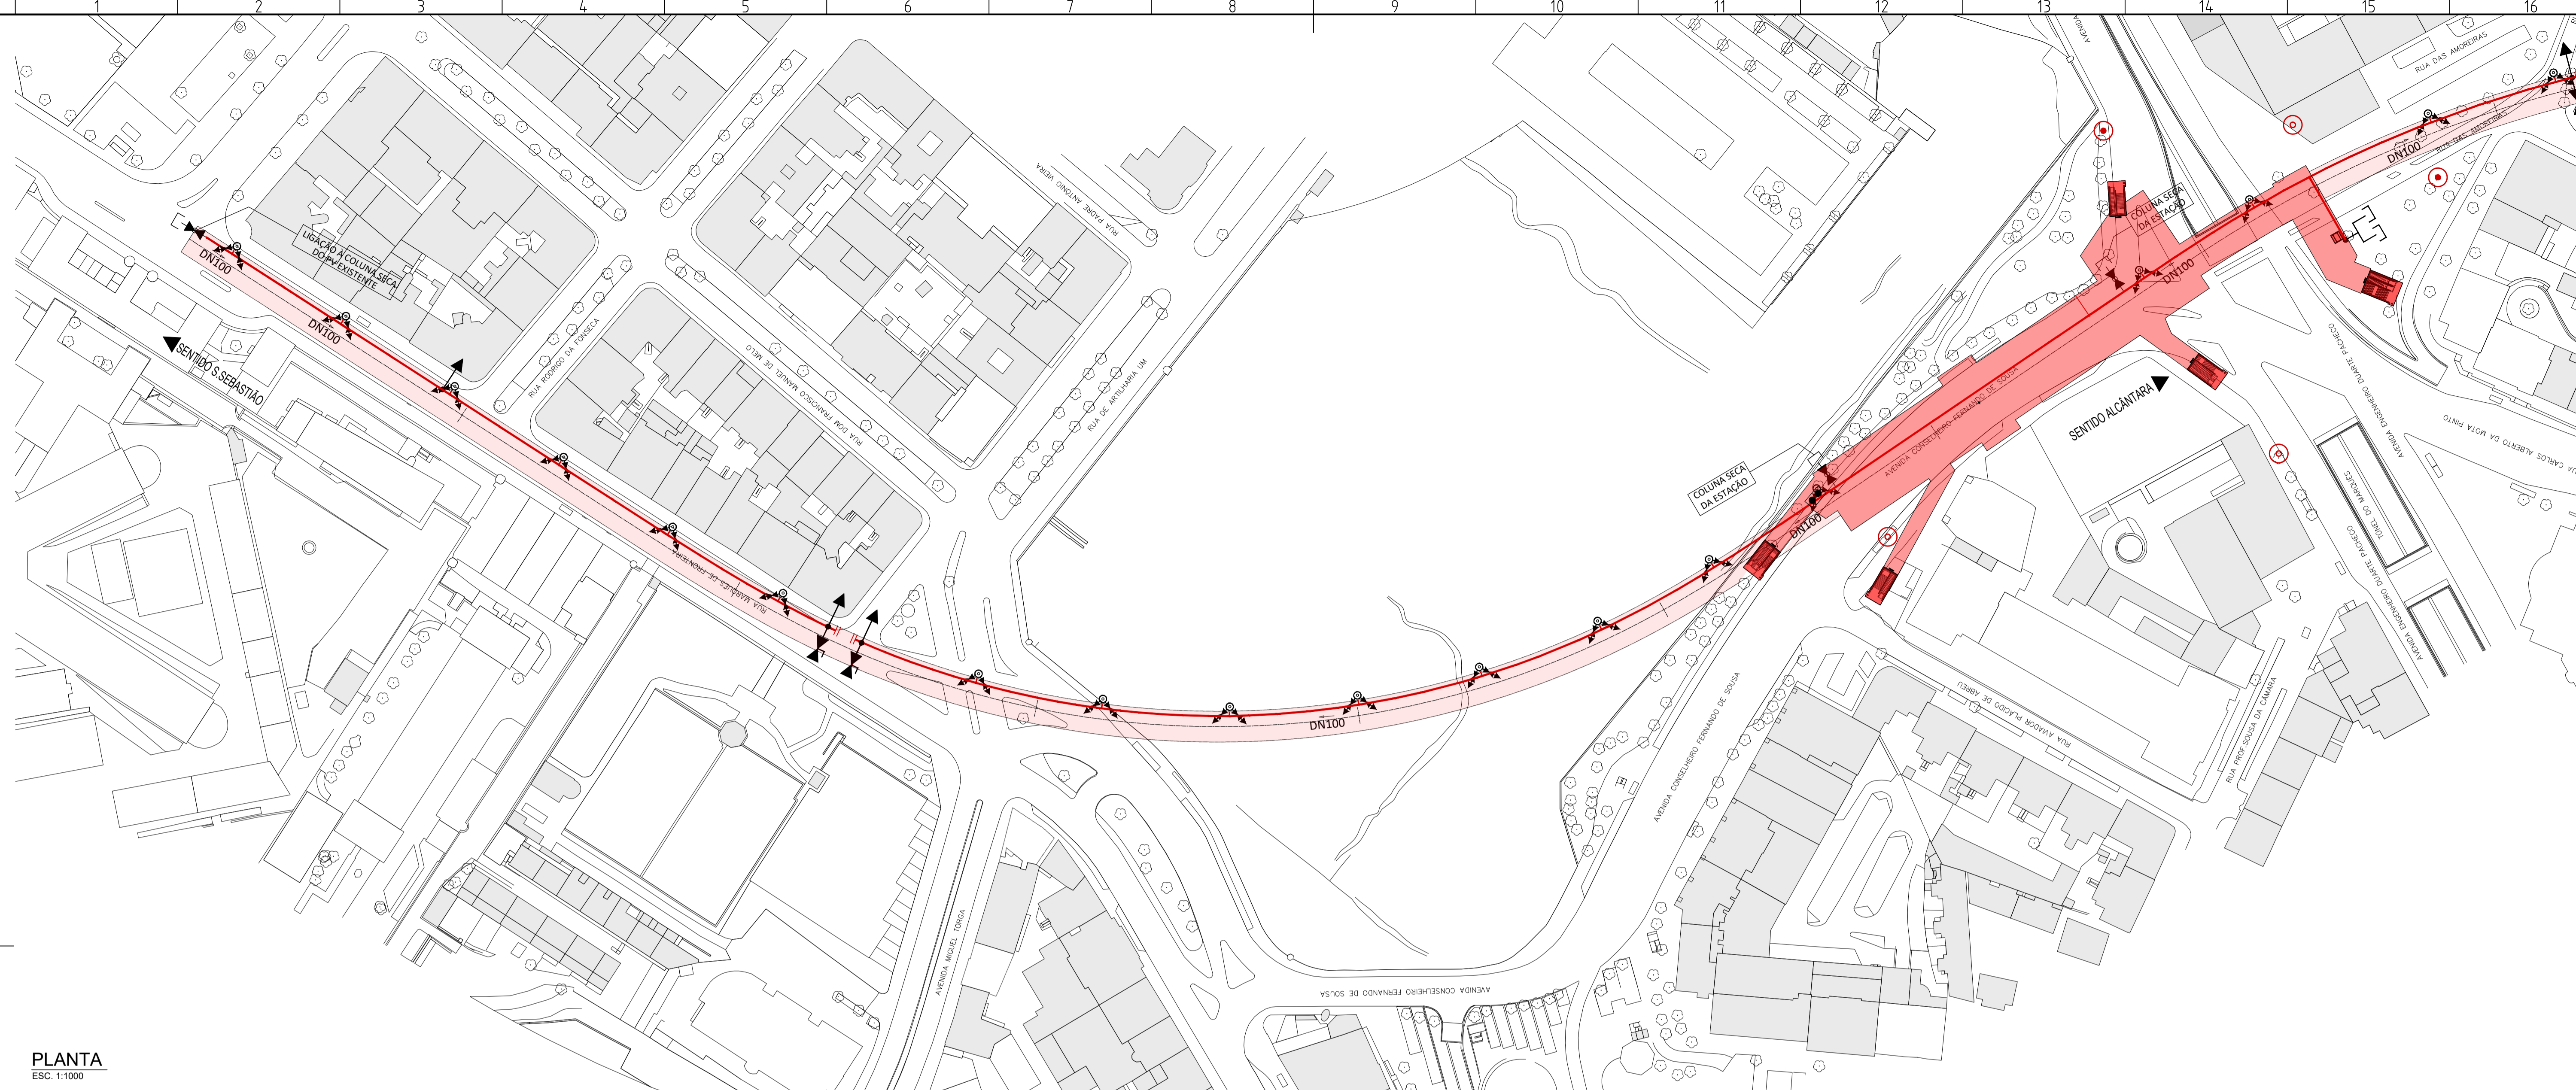 1 2 3 4 5 6 7 8 9 10 11 12 13 14 15 16
AVENIDA
RUA DAS AMOREIRAS
RUA DAS AMOREIRAS
DN100
RUA PADRE ANTÓNIO VIEIRA
COLUNA SECA
DA ESTAÇÃO
DN100
LIGAÇÃO À COLUNA SECA
DO PV EXISTENTE
DN100
DN100
SENTIDO S.SEBASTIÃO
RUA RODRIGO DA FONSECA
RUA DOM FRANCISCO MANUEL DE MELO
RUA DE ARTILHARIA UM
AVENIDA CONSELHEIRO FERNANDO DE SOUSA
SENTIDO ALCÂNTARA
AVENIDA ENGENHEIRO DUARTE PACHECO
RUA CARLOS ALBERTO DA MOTA PINTO
COLUNA SECA
DA ESTAÇÃO
DN100
TÚNEL DO MARQUÊS
RUA MARQUÊS DE FRONTEIRA
AVENIDA ENGENHEIRO DUARTE PACHECO
DN100
AVENIDA CONSELHEIRO FERNANDO DE SOUSA
RUA AVIADOR PLÁCIDO DE ABREU
RUA PROF.SOUSA DA CÂMARA
AVENIDA MIGUEL TORGA
AVENIDA CONSELHEIRO FERNANDO DE SOUSA
PLANTA
ESC. 1:1000